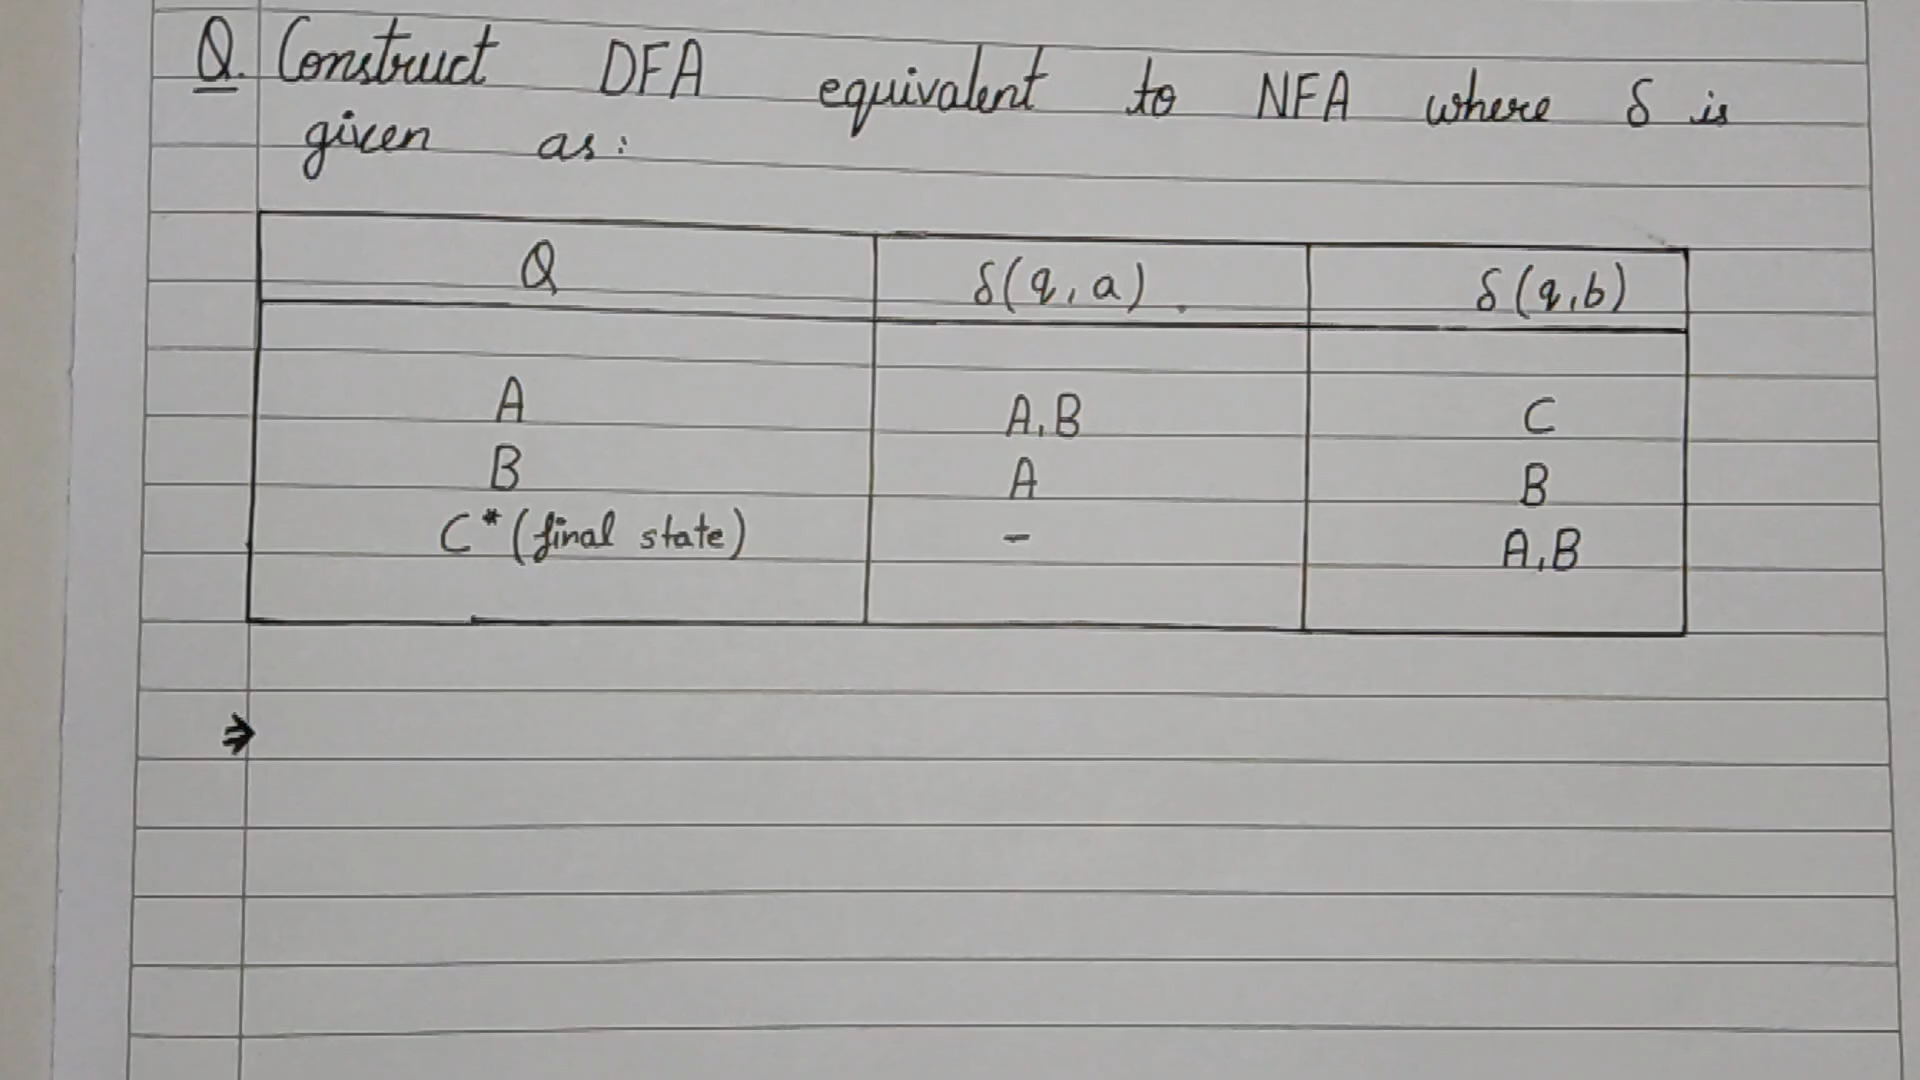 Q. Construct DFA equivalent to NFA where δ is
given as:
Q δ(q,a). δ(q,b)
A A,B C
B A B
C*(final state) - A,B
⇒